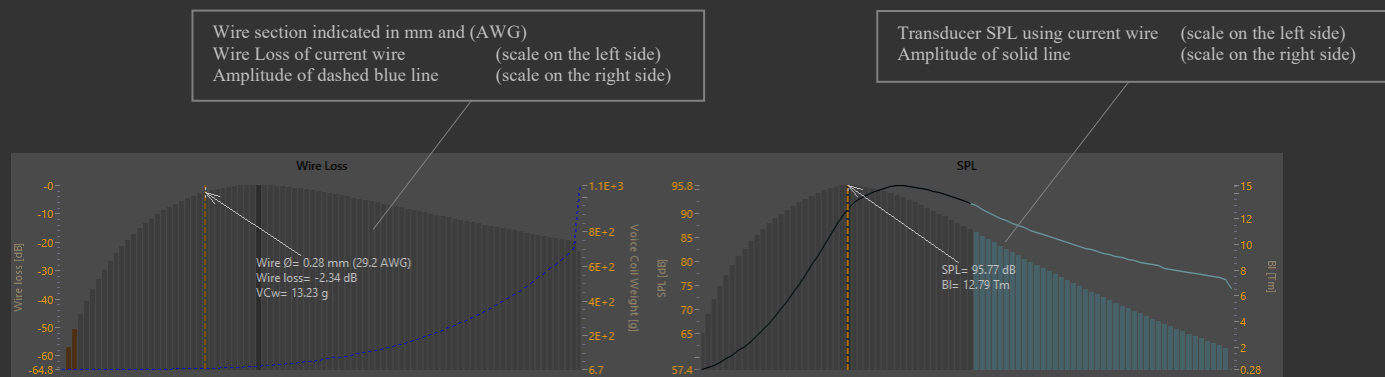 Wire section indicated in mm and (AWG)
Wire Loss of current wire (scale on the left side)
Amplitude of dashed blue line (scale on the right side)
Transducer SPL using current wire (scale on the left side)
Amplitude of solid line (scale on the right side)
Wire Loss
-0
-10
-20
-30
-40
-50
-60
-64.8
Wire loss [dB]
Wire Ø= 0.28 mm (29.2 AWG)
Wire loss= -2.34 dB
VCw= 13.23 g
1.1E+3
8E+2
6E+2
4E+2
2E+2
6.7
Voice Coil Weight [g]
SPL
95.8
90
85
80
75
70
65
57.4
SPL [dB]
SPL= 95.77 dB
Bl= 12.79 Tm
15
12
10
8
6
4
2
0.28
Bl [Tm]